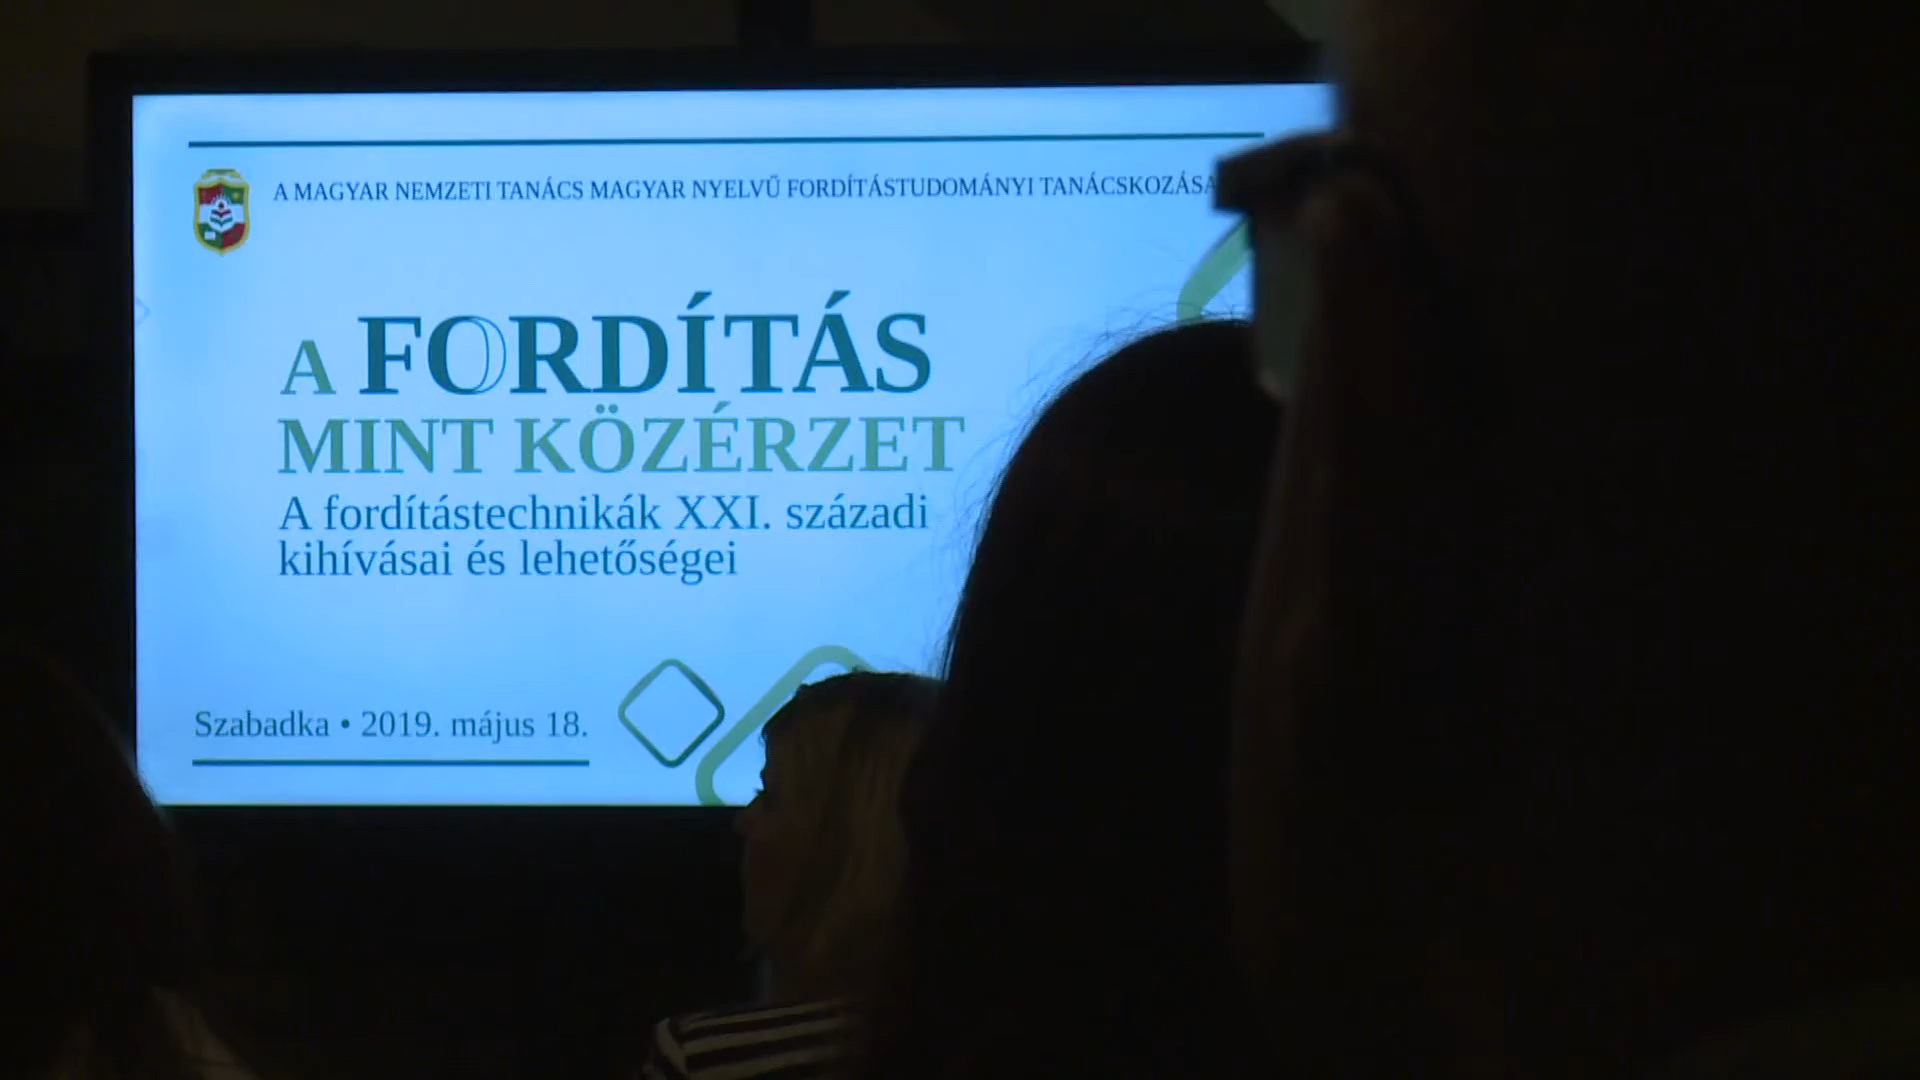 A MAGYAR NEMZETI TANÁCS MAGYAR NYELVŰ FORDÍTÁSTUDOMÁNYI TANÁCSKOZÁSA
A FORDÍTÁS
MINT KÖZÉRZET
A fordítástechnikák XXI. századi
kihívásai és lehetőségei
Szabadka • 2019. május 18.